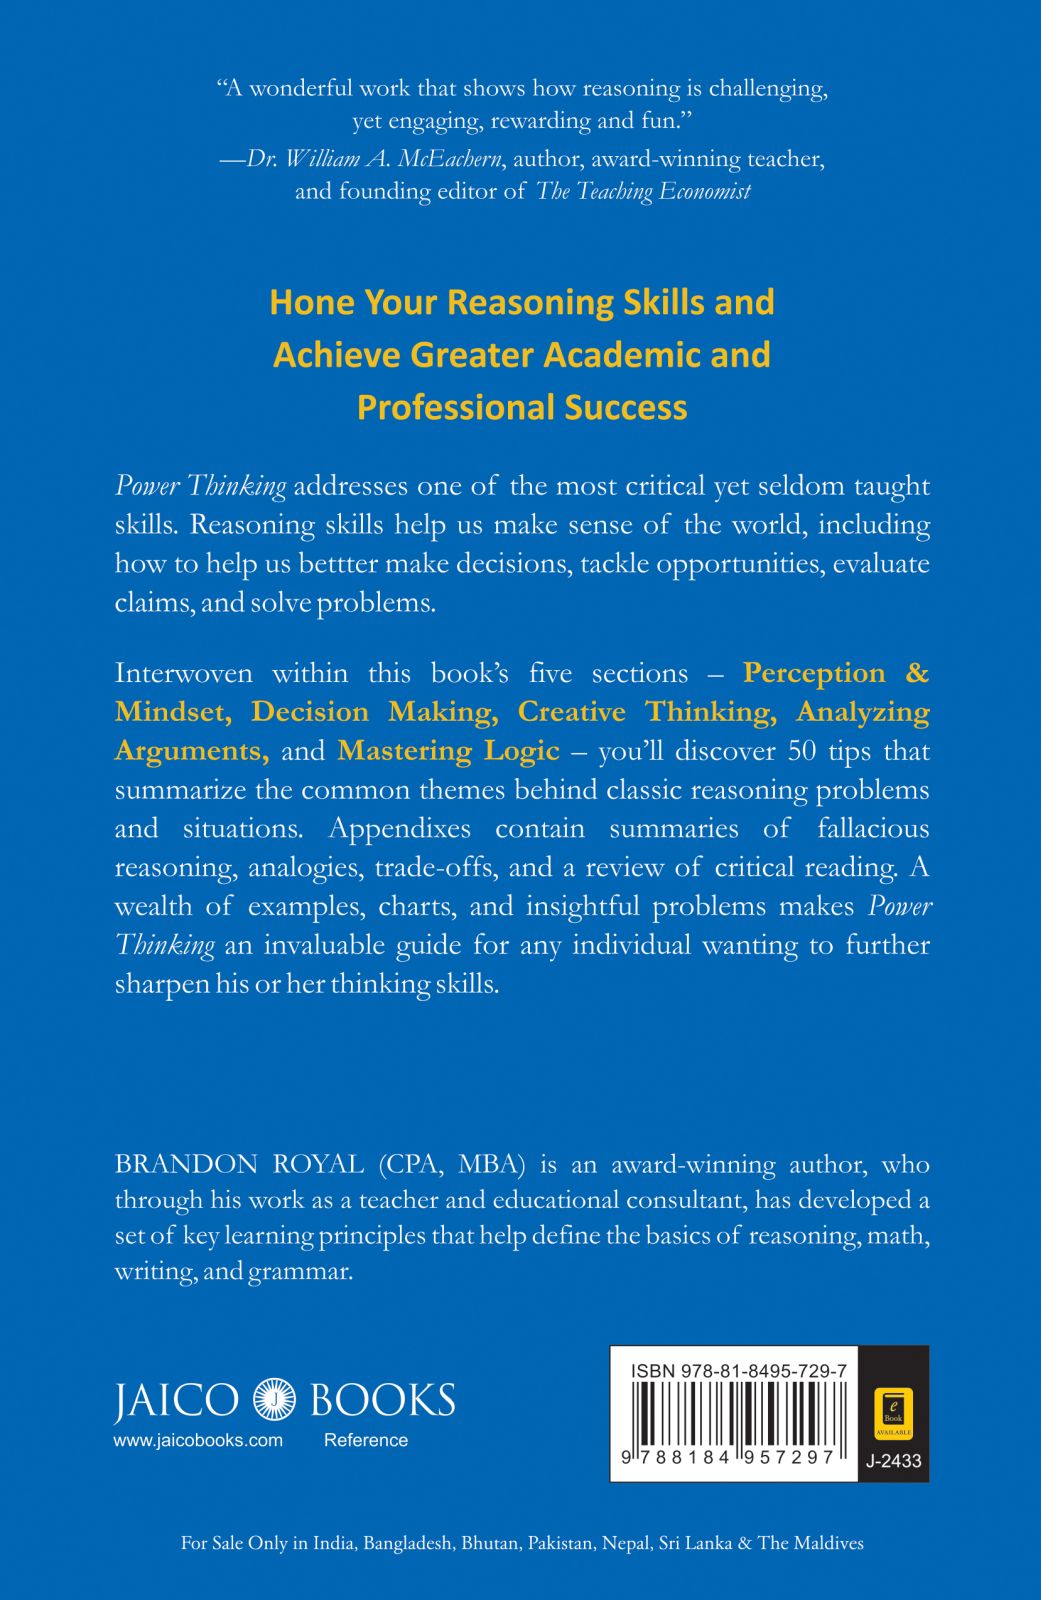 “A wonderful work that shows how reasoning is challenging,
yet engaging, rewarding and fun.”
—Dr. William A. McEachern, author, award-winning teacher,
and founding editor of The Teaching Economist
Hone Your Reasoning Skills and
Achieve Greater Academic and
Professional Success
Power Thinking addresses one of the most critical yet seldom taught
skills. Reasoning skills help us make sense of the world, including
how to help us bettter make decisions, tackle opportunities, evaluate
claims, and solve problems.
Interwoven within this book’s five sections – Perception &
Mindset, Decision Making, Creative Thinking, Analyzing
Arguments, and Mastering Logic – you’ll discover 50 tips that
summarize the common themes behind classic reasoning problems
and situations. Appendixes contain summaries of fallacious
reasoning, analogies, trade-offs, and a review of critical reading. A
wealth of examples, charts, and insightful problems makes Power
Thinking an invaluable guide for any individual wanting to further
sharpen his or her thinking skills.
BRANDON ROYAL (CPA, MBA) is an award-winning author, who
through his work as a teacher and educational consultant, has developed a
set of key learning principles that help define the basics of reasoning, math,
writing, and grammar.
JAICO J BOOKS
www.jaicobooks.com Reference
ISBN 978-81-8495-729-7
9 788184 957297
e
Book
AVAILABLE
J-2433
For Sale Only in India, Bangladesh, Bhutan, Pakistan, Nepal, Sri Lanka & The Maldives